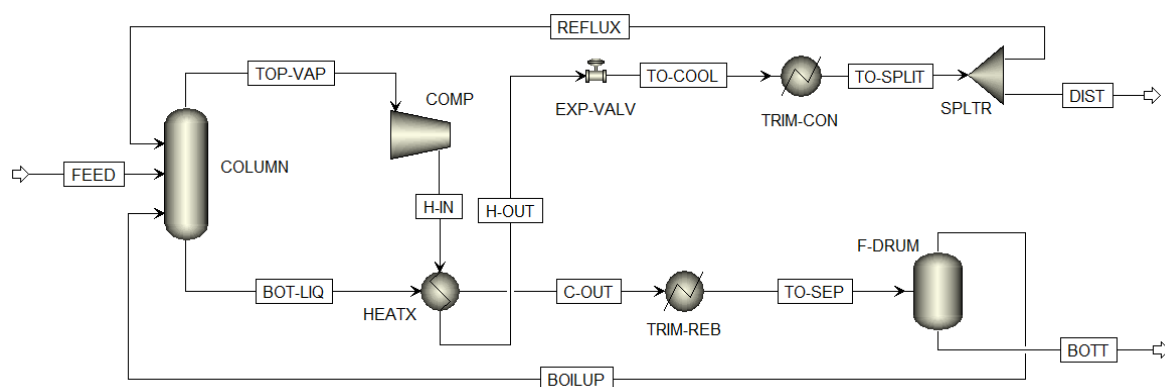 REFLUX
TOP-VAP
COMP
EXP-VALV
TO-COOL
TRIM-CON
TO-SPLIT
SPLTR
DIST
FEED
COLUMN
H-IN
H-OUT
F-DRUM
BOT-LIQ
HEATX
C-OUT
TRIM-REB
TO-SEP
BOTT
BOILUP